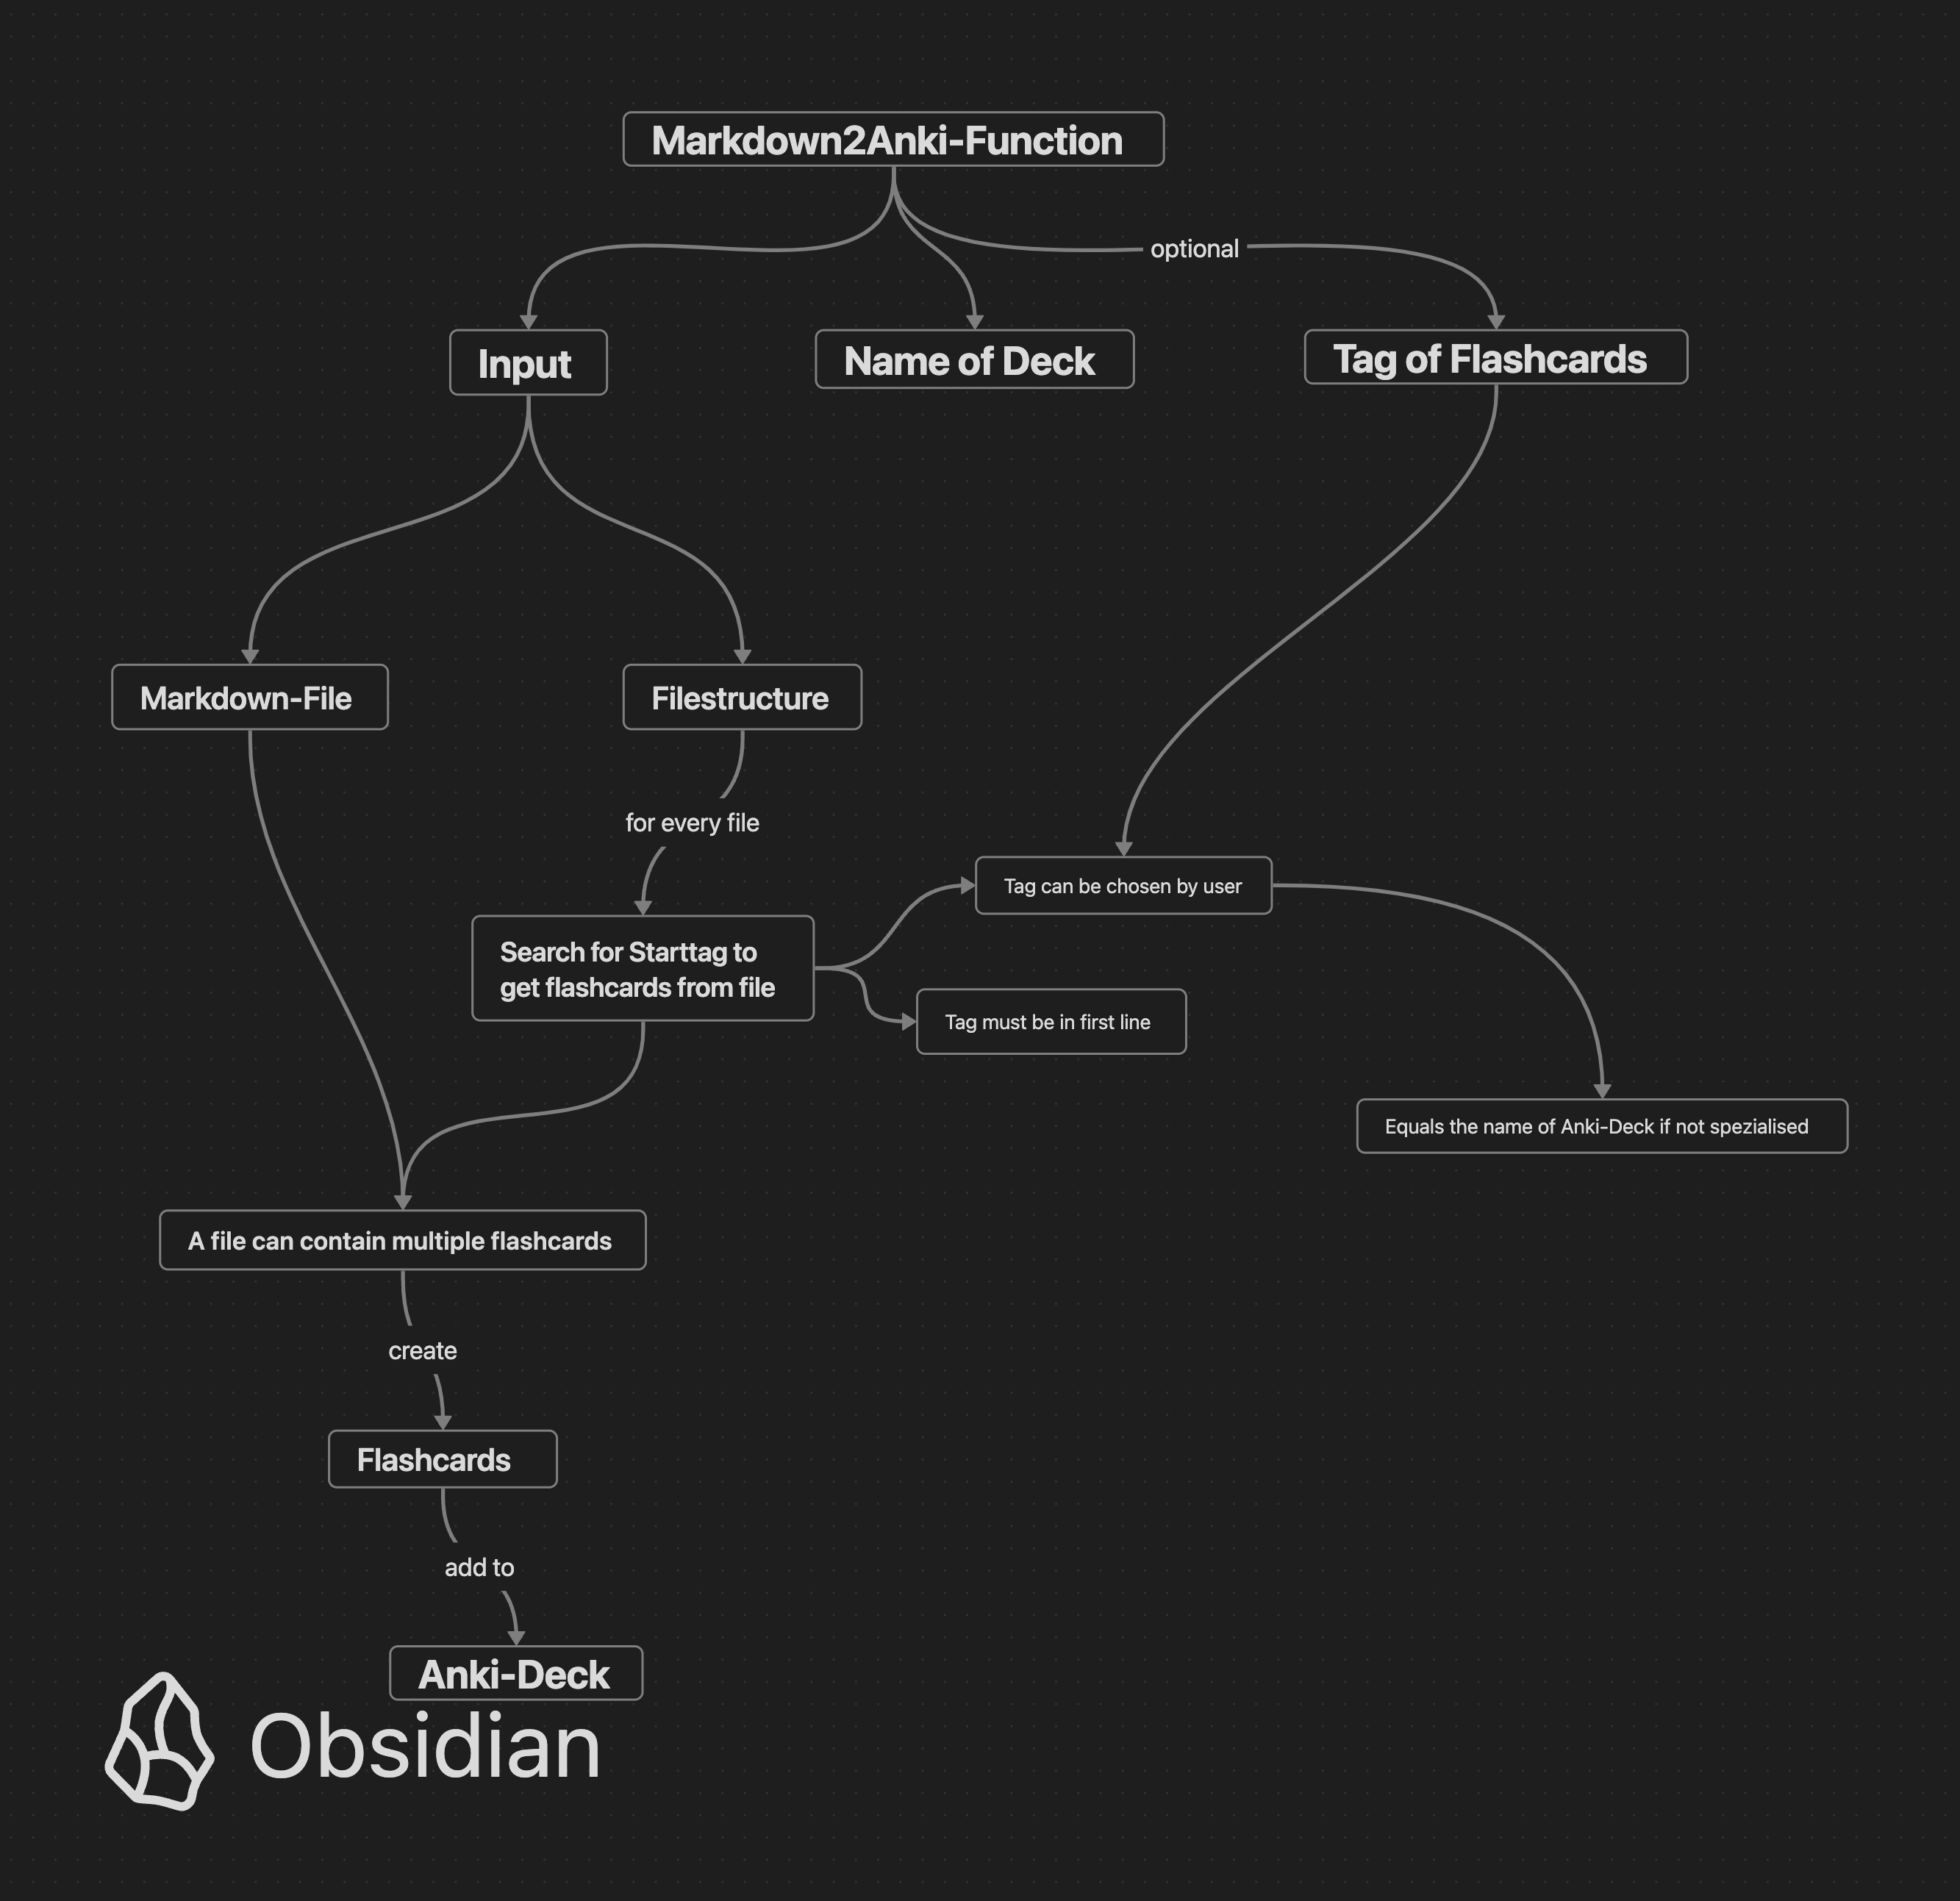 Markdown2Anki-Function
optional
Input
Name of Deck
Tag of Flashcards
Markdown-File
Filestructure
for every file
Tag can be chosen by user
Search for Starttag to
get flashcards from file
Tag must be in first line
Equals the name of Anki-Deck if not spezialised
A file can contain multiple flashcards
create
Flashcards
add to
Anki-Deck
Obsidian